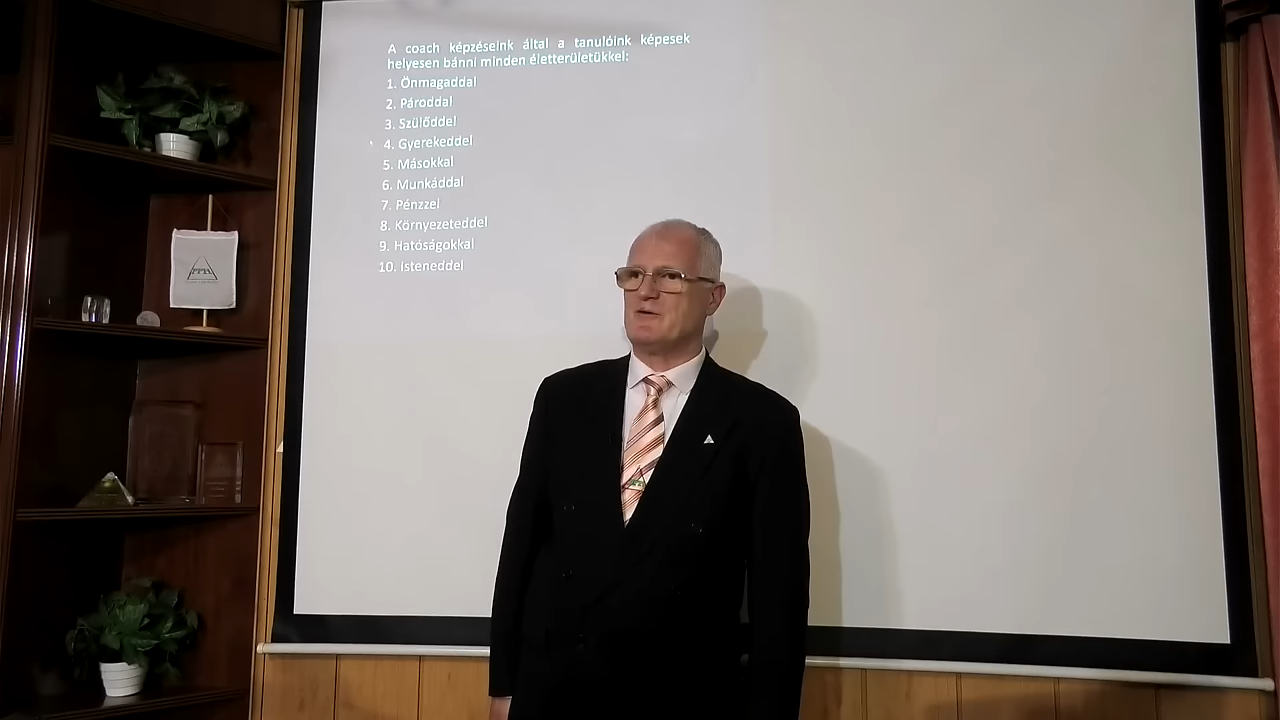 A coach képzéseink által a tanulóink képesek
helyesen bánni minden életterületükkel:
1. Önmagaddal
2. Pároddal
3. Szülőddel
4. Gyerekeddel
5. Másokkal
6. Munkáddal
7. Pénzzel
8. Környezeteddel
9. Hatóságokkal
10. Isteneddel